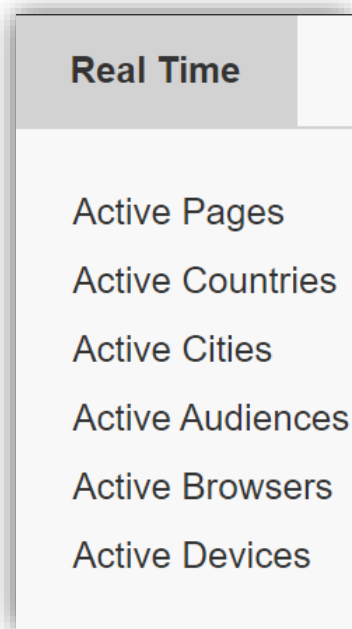 Real Time
Active Pages
Active Countries
Active Cities
Active Audiences
Active Browsers
Active Devices